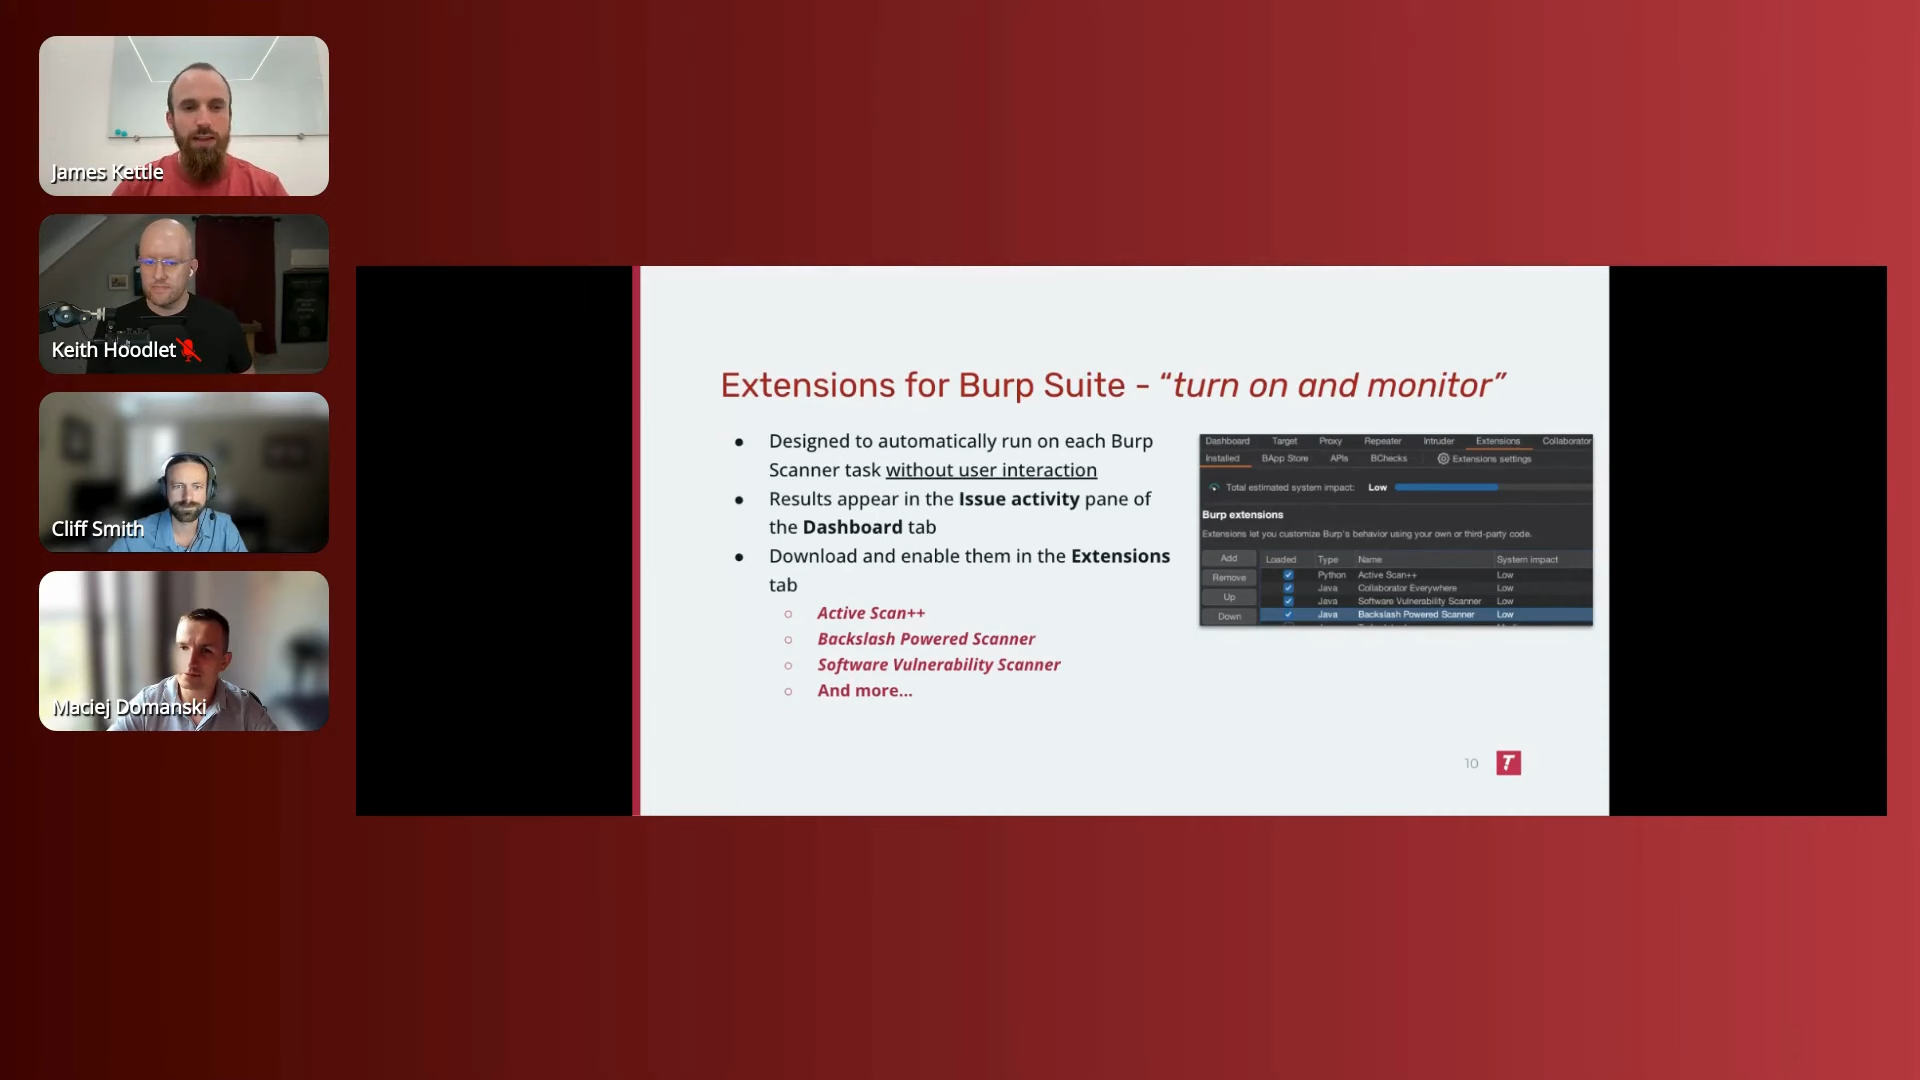 James Kettle
Keith Hoodlet
Cliff Smith
Maciej Domanski
Extensions for Burp Suite - “turn on and monitor”
● Designed to automatically run on each Burp
Scanner task without user interaction
● Results appear in the Issue activity pane of
the Dashboard tab
● Download and enable them in the Extensions
tab
○ Active Scan++
○ Backslash Powered Scanner
○ Software Vulnerability Scanner
○ And more...
Dashboard Target Proxy Repeater Intruder Extensions Collaborator
Installed BApp Store APIs BChecks Extensions settings
Total estimated system impact: Low
Burp extensions
Extensions let you customize Burp's behavior using your own or third-party code.
Add Loaded Type Name System impact
Remove Python Active Scan++ Low
Java Collaborator Everywhere Low
Up Java Software Vulnerability Scanner Low
Down Java Backslash Powered Scanner Low
10 T